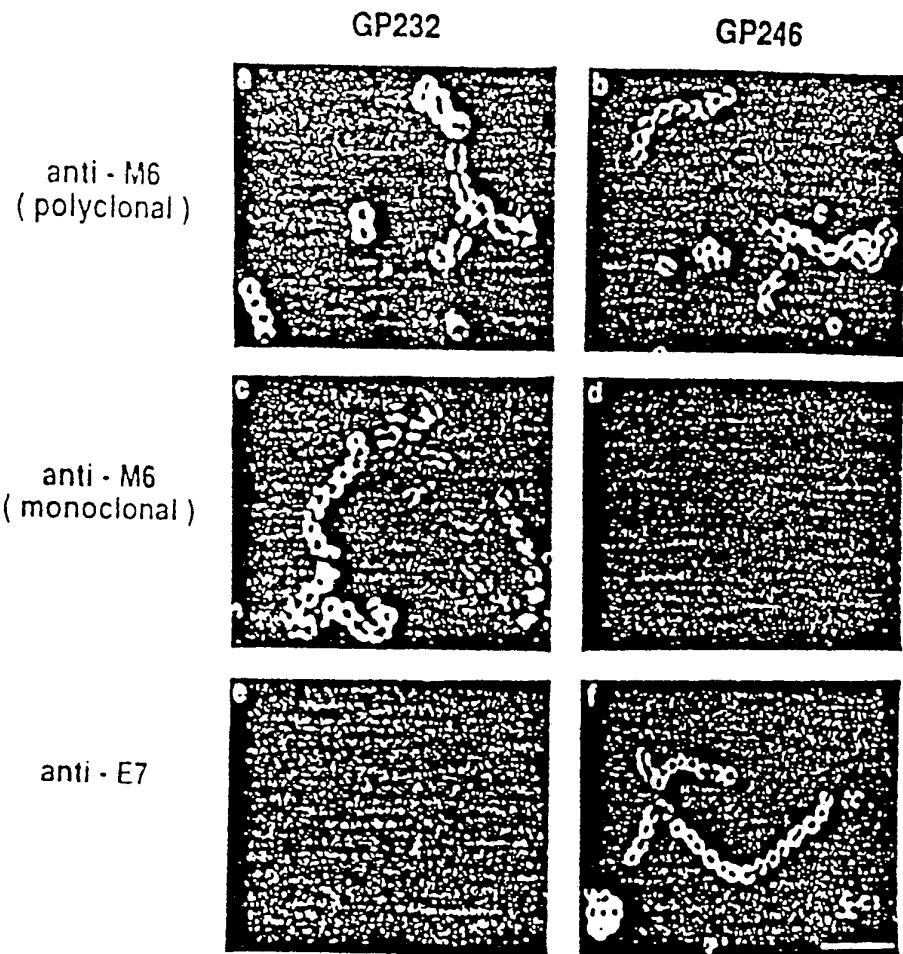 GP232
GP246
anti - M6
( polyclonal )
a
b
anti - M6
( monoclonal )
c
d
anti - E7
e
f